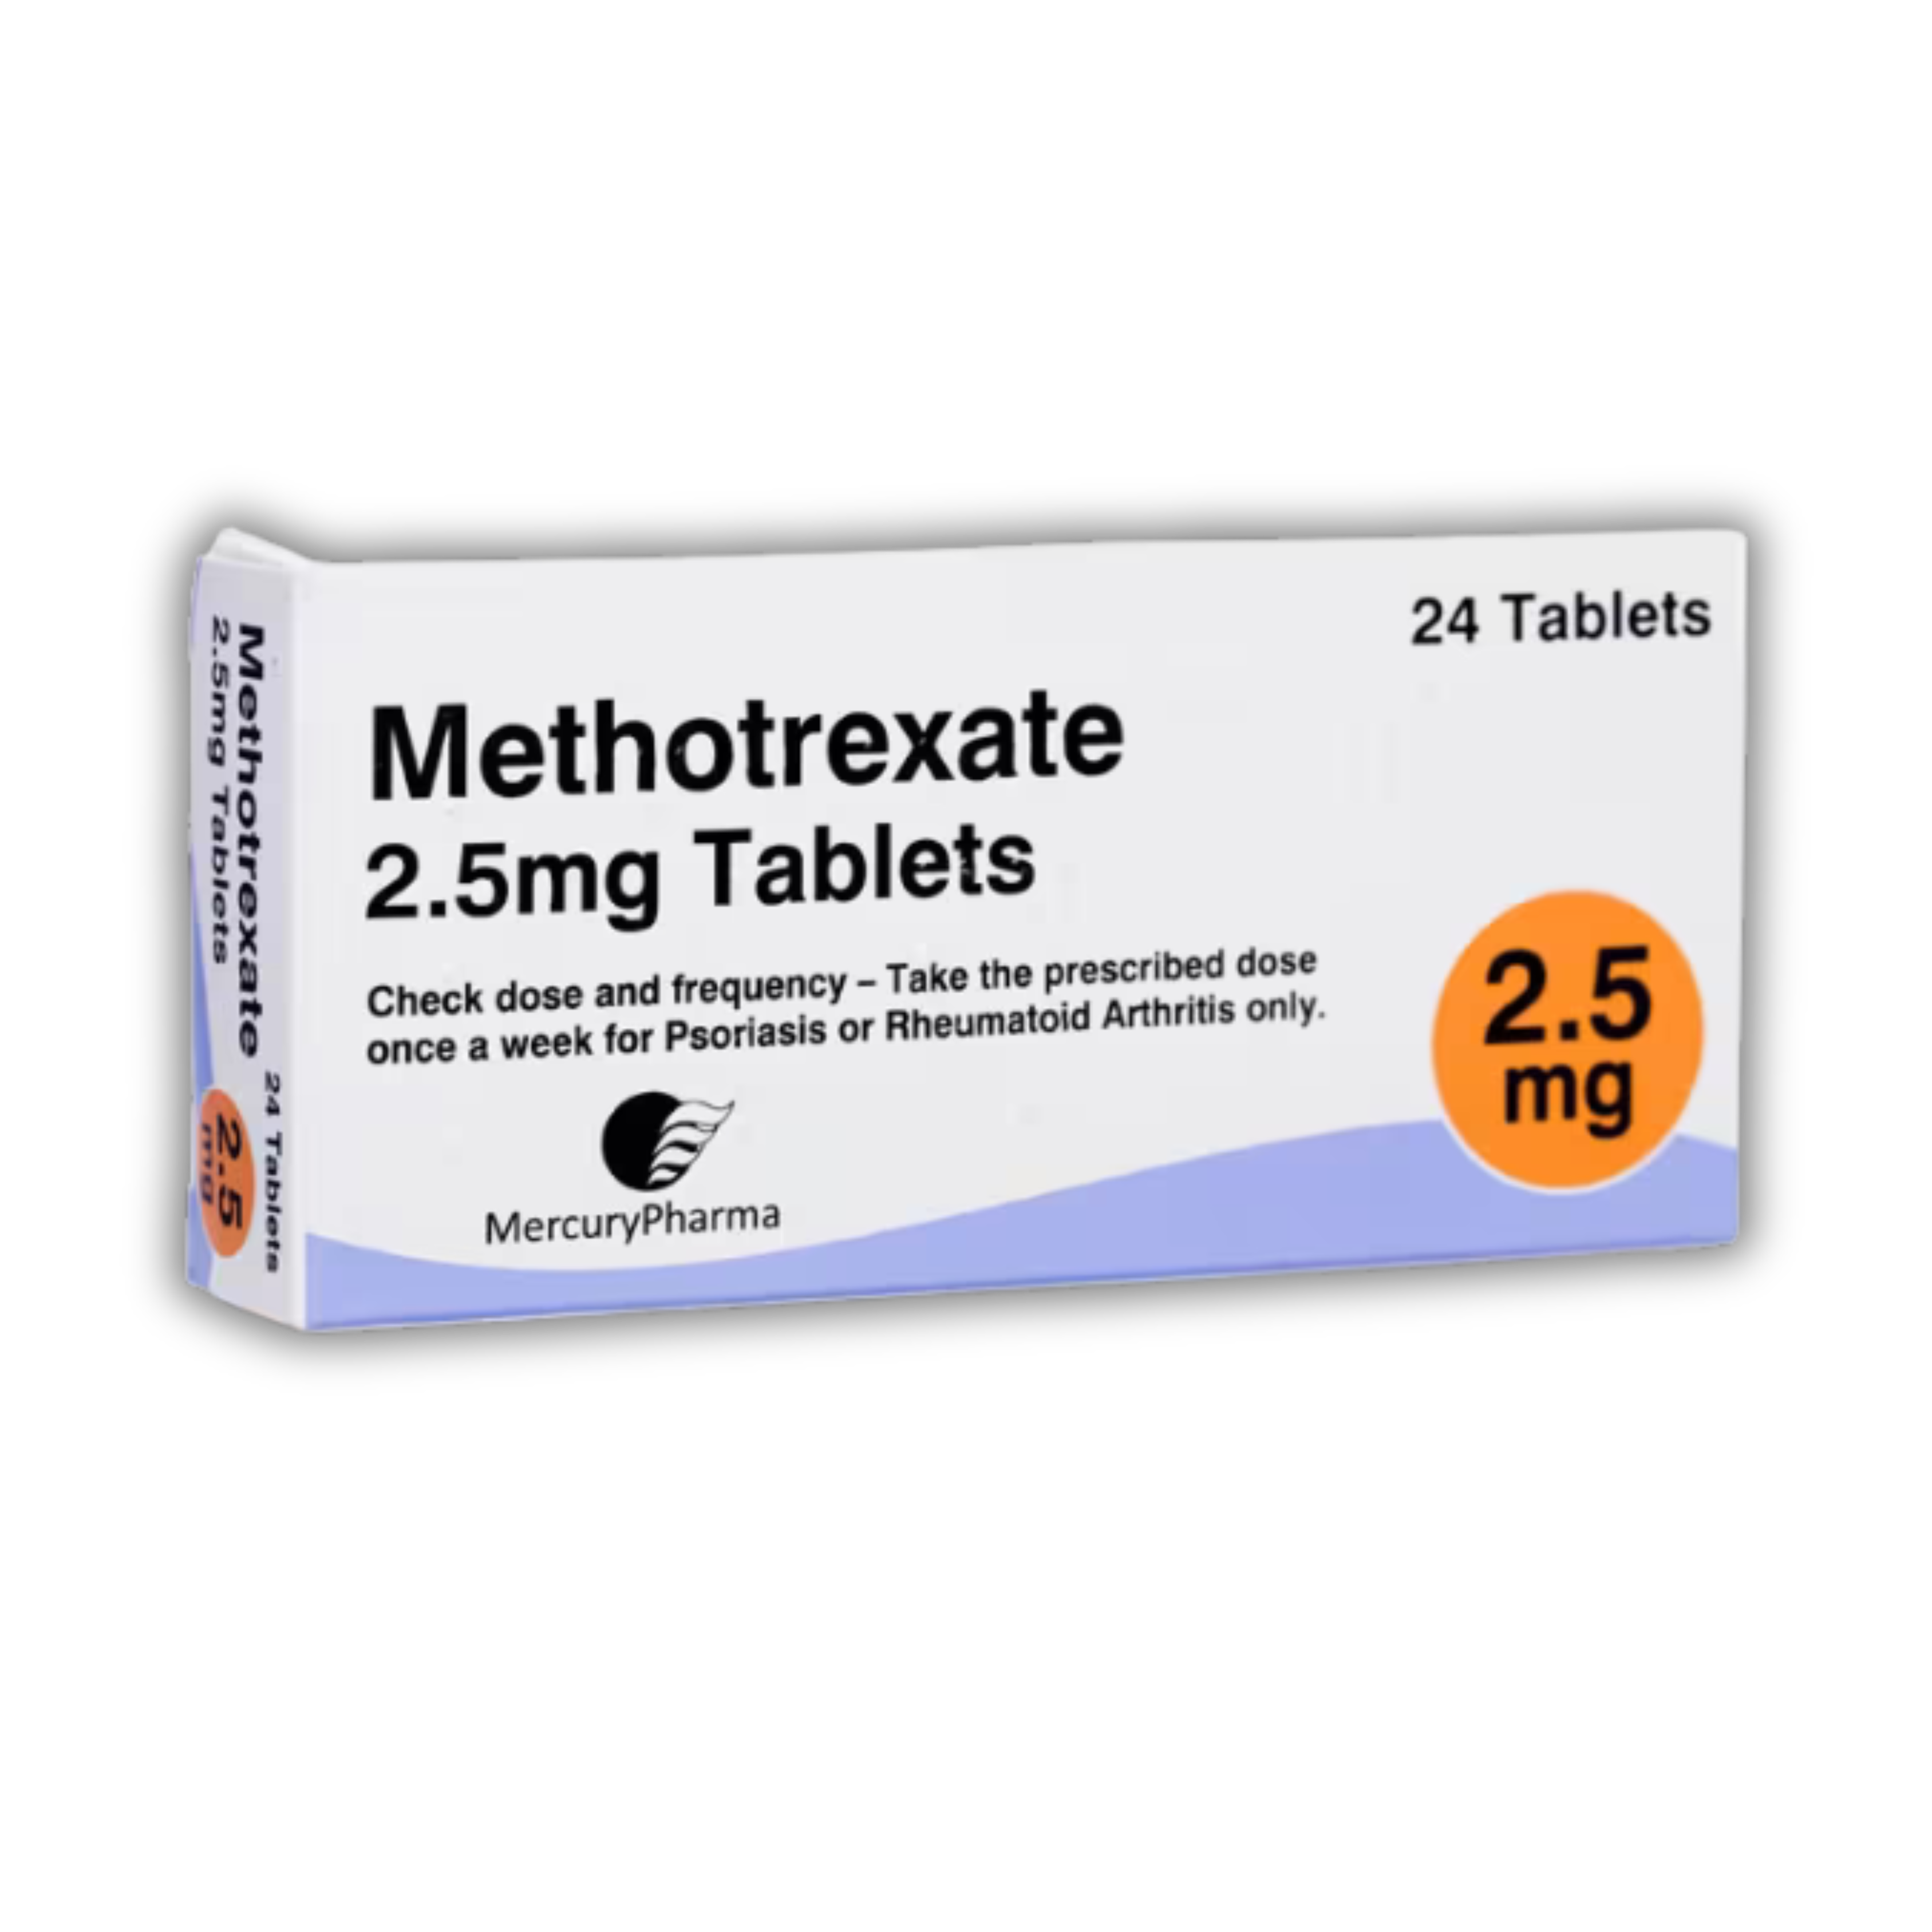 24 Tablets
Methotrexate
2.5mg Tablets
Check dose and frequency – Take the prescribed dose
once a week for Psoriasis or Rheumatoid Arthritis only.
2.5
mg
MercuryPharma
Methotrexate
2.5mg Tablets
24 Tablets
2.5
mg